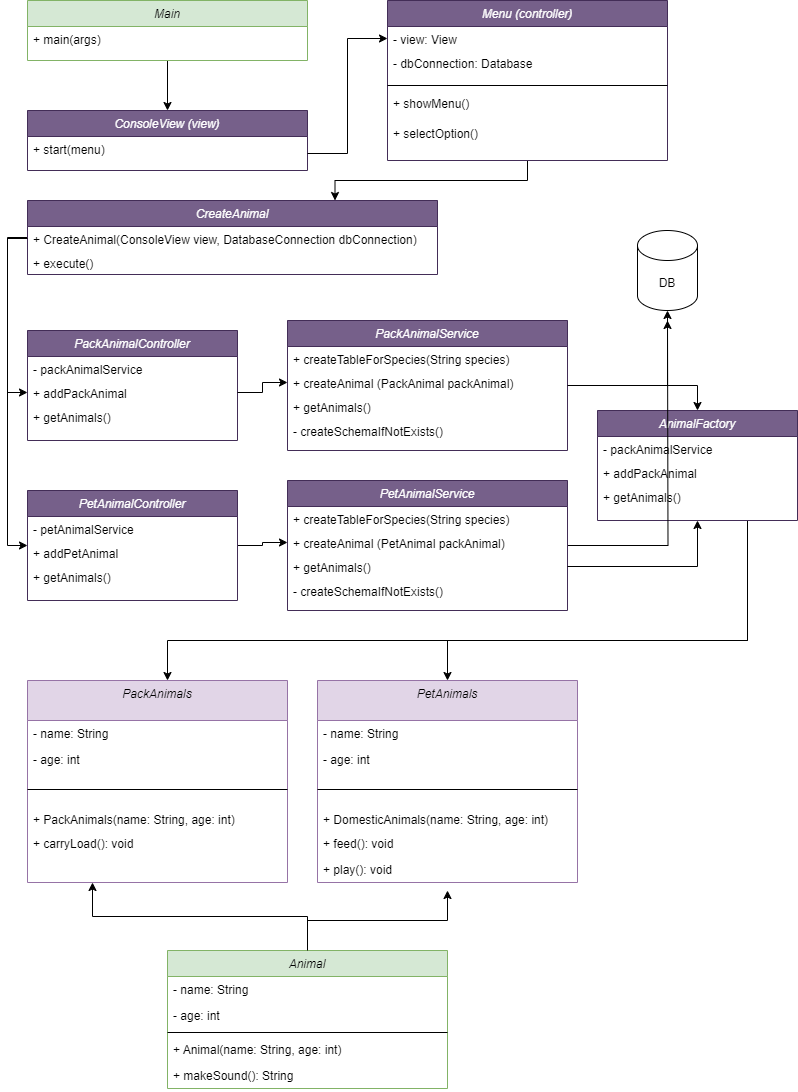 Main
+ main(args)
Menu (controller)
- view: View
- dbConnection: Database
+ showMenu()
+ selectOption()
ConsoleView (view)
+ start(menu)
CreateAnimal
+ CreateAnimal(ConsoleView view, DatabaseConnection dbConnection)
+ execute()
DB
PackAnimalController
- packAnimalService
+ addPackAnimal
+ getAnimals()
PackAnimalService
+ createTableForSpecies(String species)
+ createAnimal (PackAnimal packAnimal)
+ getAnimals()
- createSchemaIfNotExists()
AnimalFactory
- packAnimalService
+ addPackAnimal
+ getAnimals()
PetAnimalController
- petAnimalService
+ addPetAnimal
+ getAnimals()
PetAnimalService
+ createTableForSpecies(String species)
+ createAnimal (PetAnimal packAnimal)
+ getAnimals()
- createSchemaIfNotExists()
PackAnimals
- name: String
- age: int
+ PackAnimals(name: String, age: int)
+ carryLoad(): void
PetAnimals
- name: String
- age: int
+ DomesticAnimals(name: String, age: int)
+ feed(): void
+ play(): void
Animal
- name: String
- age: int
+ Animal(name: String, age: int)
+ makeSound(): String